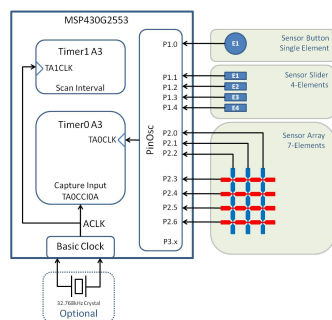 MSP430G2553
Timer1 A3
TA1CLK
Scan Interval
Timer0 A3
TA0CLK
Capture Input
TA0CCI0A
ACLK
Basic Clock
32.768kHz Crystal
Optional
PinOsc
P1.0
P1.1
P1.2
P1.3
P1.4
P2.0
P2.1
P2.2
P2.3
P2.4
P2.5
P2.6
P3.x
E1
Sensor Button
Single Element
E1
E2
E3
E4
Sensor Slider
4-Elements
Sensor Array
7-Elements